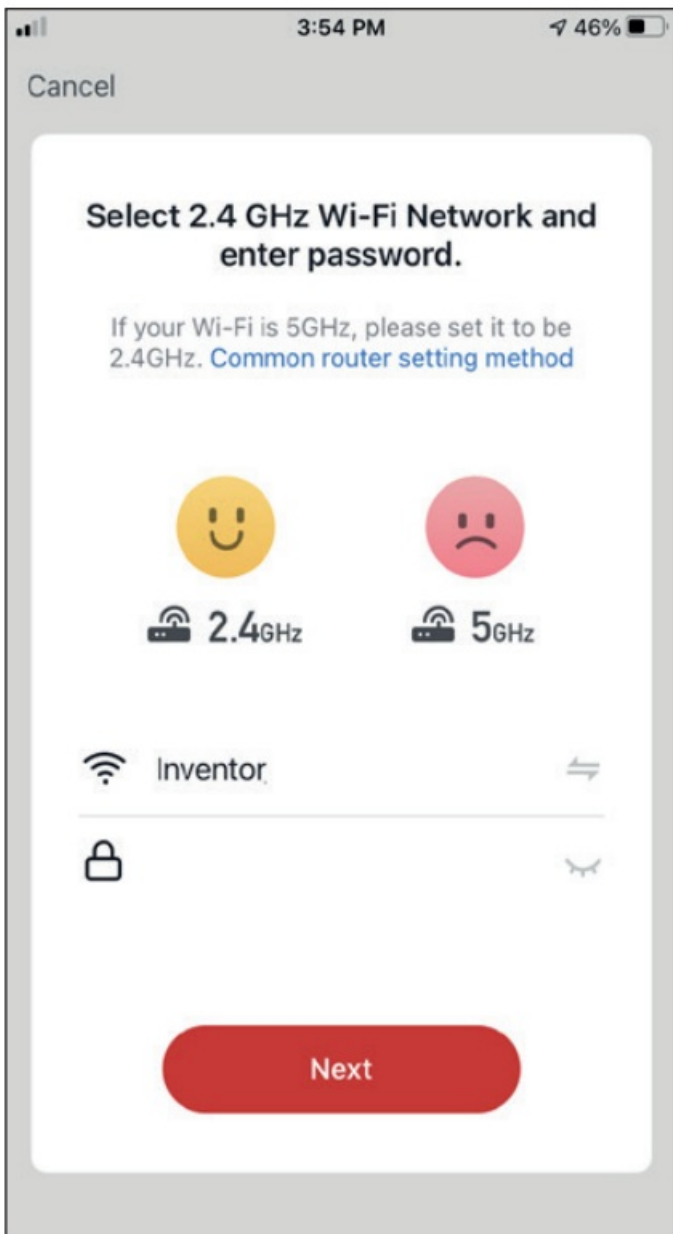 3:54 PM
46%
Cancel
Select 2.4 GHz Wi-Fi Network and
enter password.
If your Wi-Fi is 5GHz, please set it to be
2.4GHz. Common router setting method
2.4GHz
5GHz
Inventor
Next